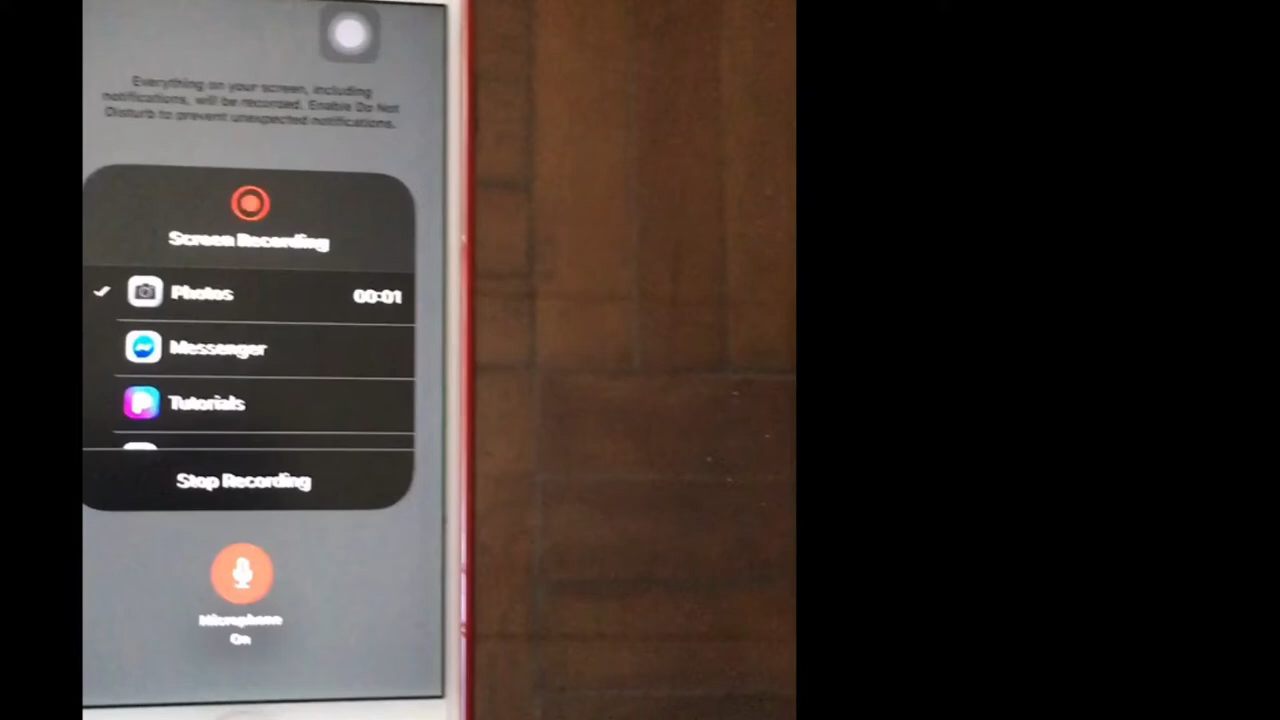 Everything on your screen, including
notifications, will be recorded. Enable Do Not
Disturb to prevent unexpected notifications.
Screen Recording
Photos 00:01
Messenger
Tutorials
Stop Recording
Microphone
On